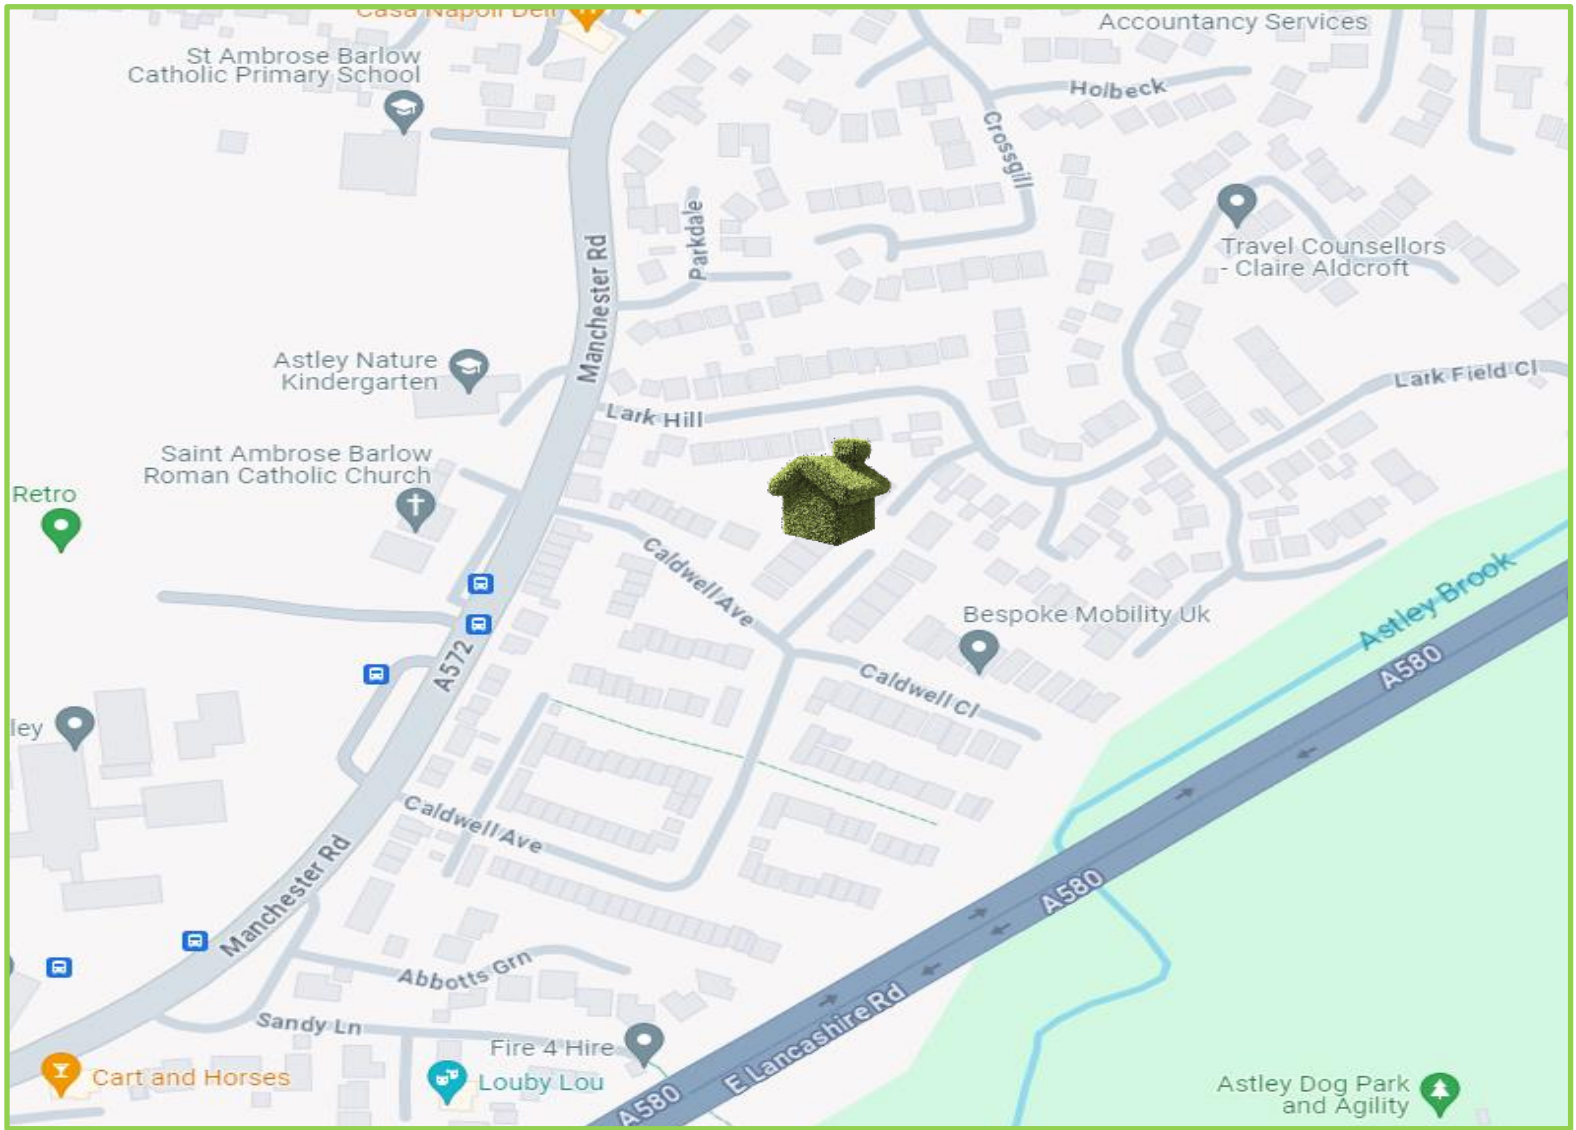 Casa Napoli Deli
Accountancy Services
St Ambrose Barlow
Catholic Primary School
Holbeck
Crossgill
Parkdale
Travel Counsellors
- Claire Aldcroft
Manchester Rd
Astley Nature
Kindergarten
Lark Field Cl
Lark Hill
Saint Ambrose Barlow
Roman Catholic Church
Retro
Caldwell Ave
Astley Brook
Bespoke Mobility Uk
A572
A580
Caldwell Cl
ley
Caldwell Ave
Manchester Rd
A580
Abbotts Grn
E Lancashire Rd
Sandy Ln
Fire 4 Hire
Cart and Horses
Louby Lou
A580
Astley Dog Park
and Agility